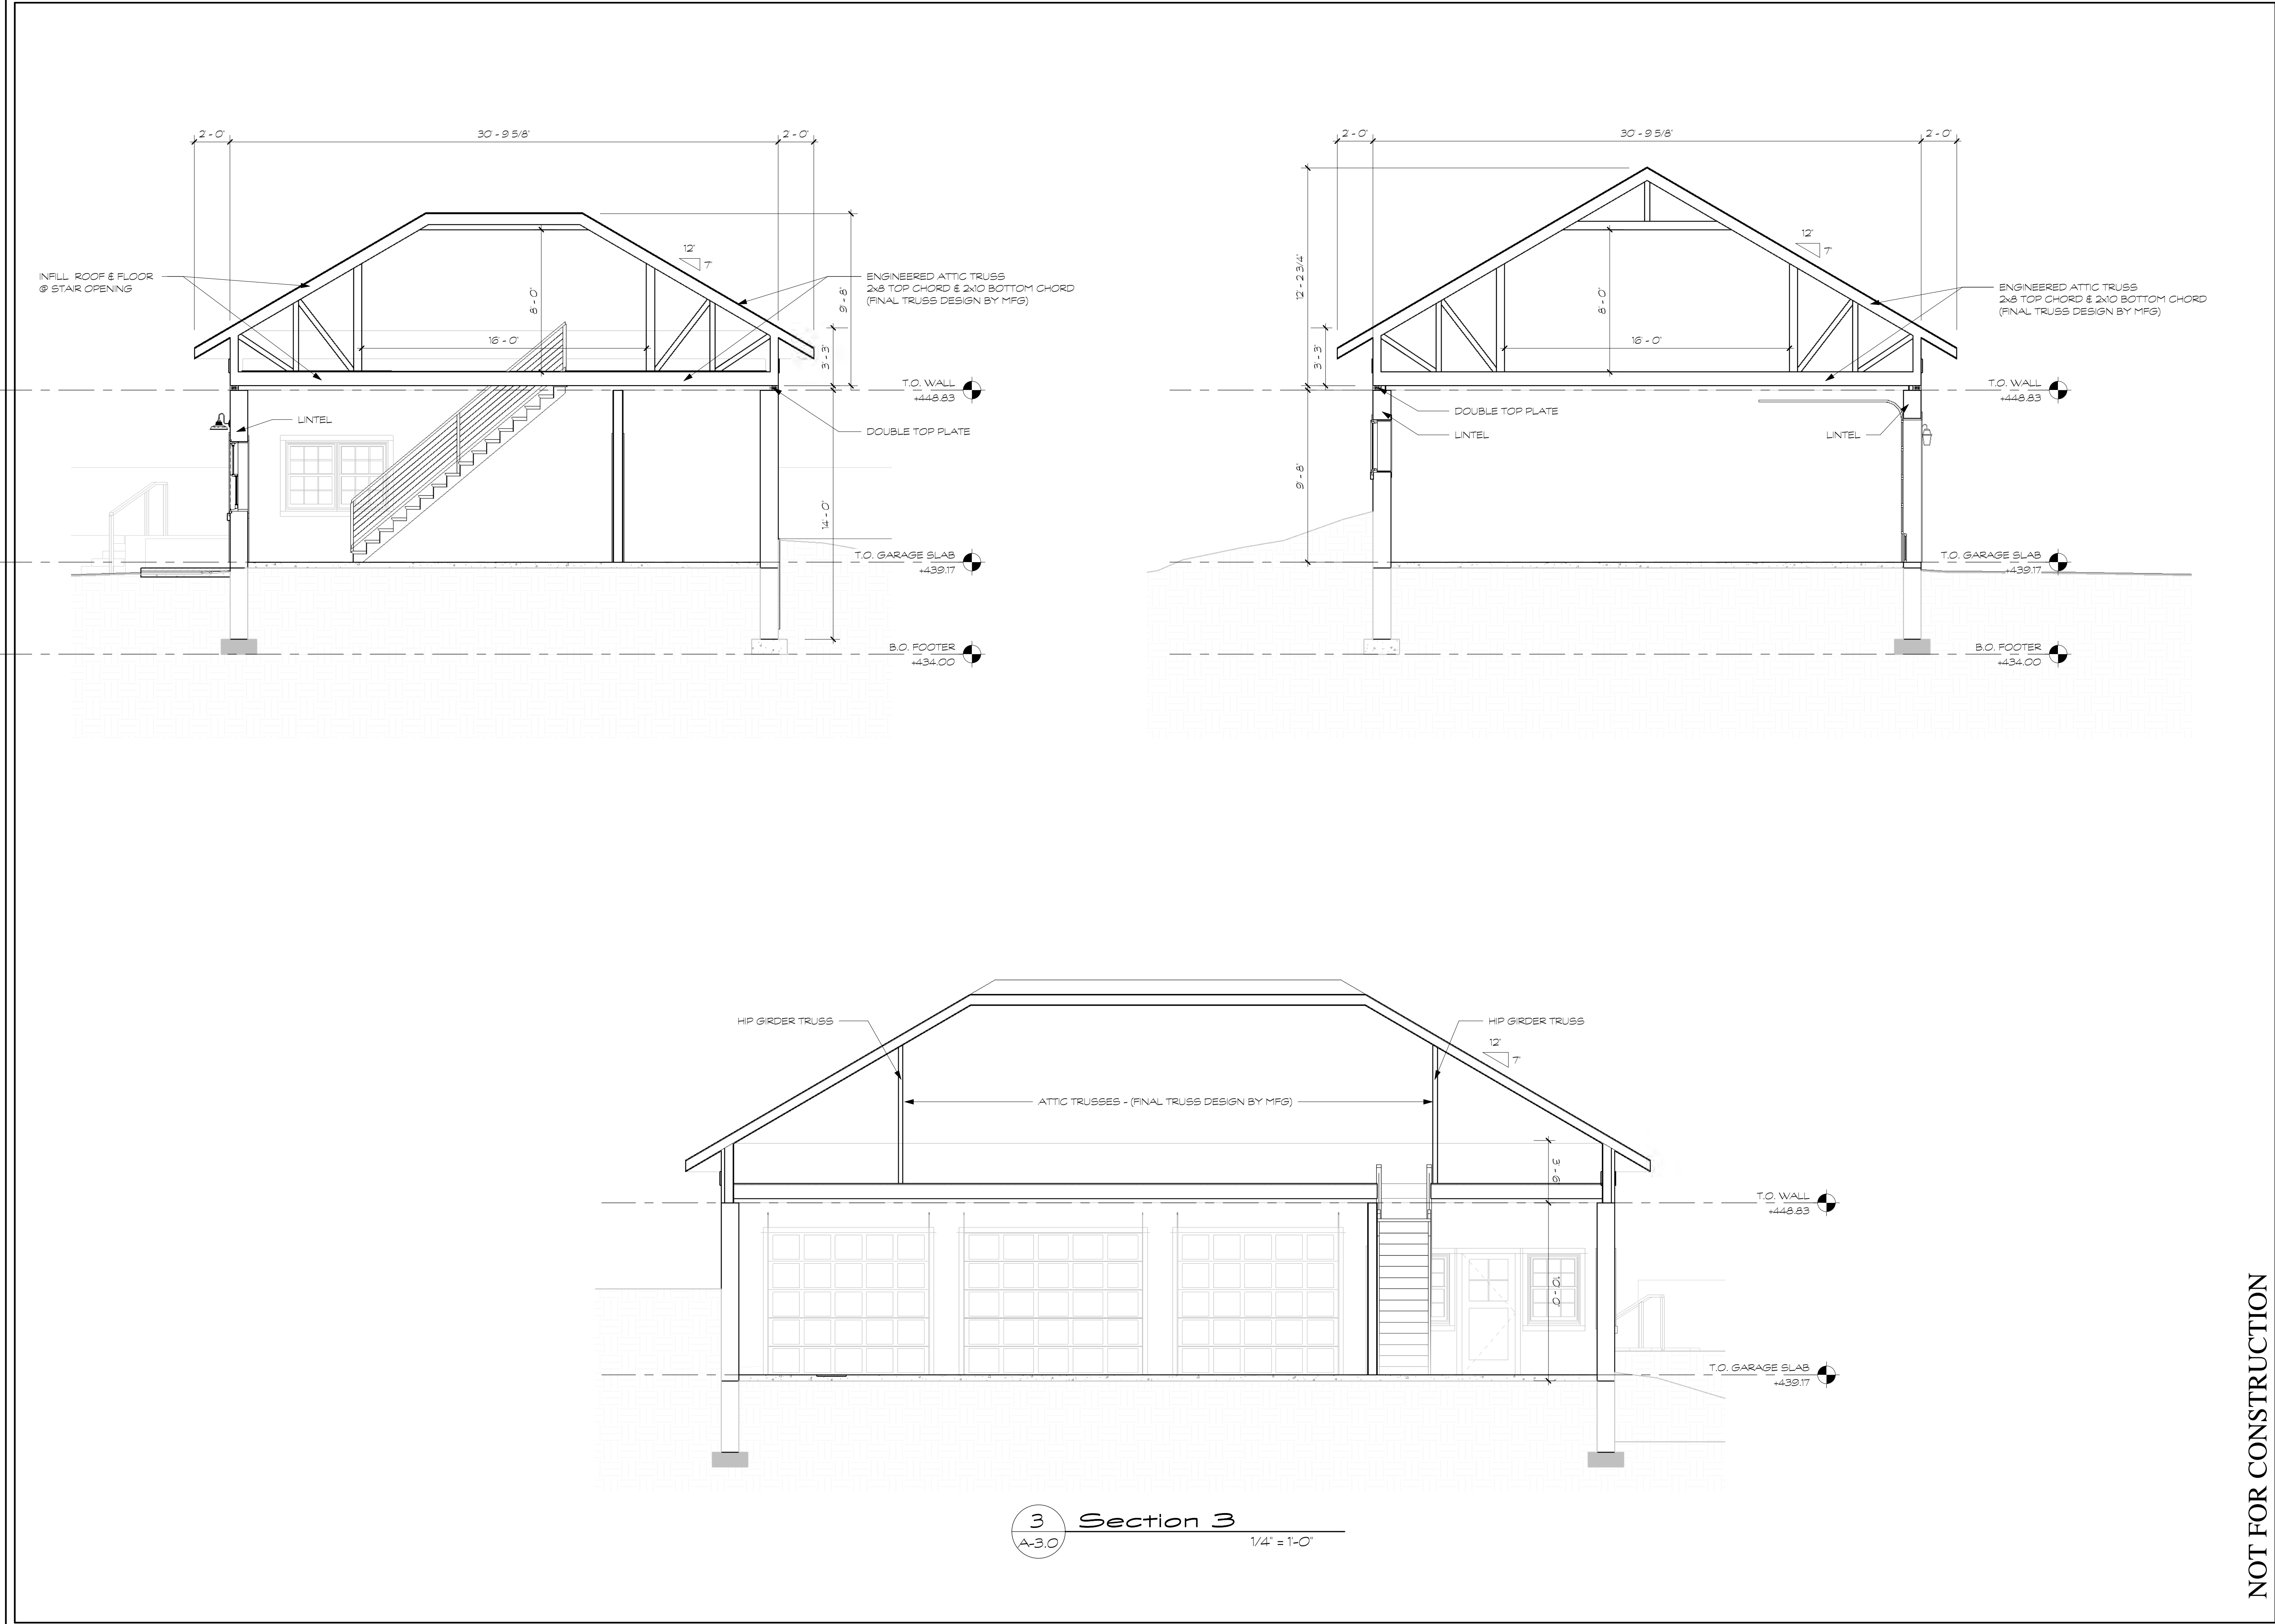 2' - 0"
30' - 9 5/8"
2' - 0"
INFILL ROOF & FLOOR
@ STAIR OPENING
12"
7"
ENGINEERED ATTIC TRUSS
2x8 TOP CHORD & 2x10 BOTTOM CHORD
(FINAL TRUSS DESIGN BY MFG)
8' - 0"
9' - 8"
16' - 0"
3' - 3"
T.O. WALL
+448.83
LINTEL
DOUBLE TOP PLATE
14' - 0"
T.O. GARAGE SLAB
+439.17
B.O. FOOTER
+434.00
2' - 0"
30' - 9 5/8"
2' - 0"
12"
7"
12' - 2 3/4"
ENGINEERED ATTIC TRUSS
2x8 TOP CHORD & 2x10 BOTTOM CHORD
(FINAL TRUSS DESIGN BY MFG)
8' - 0"
16' - 0"
3' - 3"
T.O. WALL
+448.83
DOUBLE TOP PLATE
LINTEL
LINTEL
9' - 8"
T.O. GARAGE SLAB
+439.17
B.O. FOOTER
+434.00
HIP GIRDER TRUSS
HIP GIRDER TRUSS
12"
7"
ATTIC TRUSSES - (FINAL TRUSS DESIGN BY MFG)
T.O. WALL
+448.83
T.O. GARAGE SLAB
+439.17
3
Section 3
A-3.0
1/4" = 1'-0"
NOT FOR CONSTRUCTION